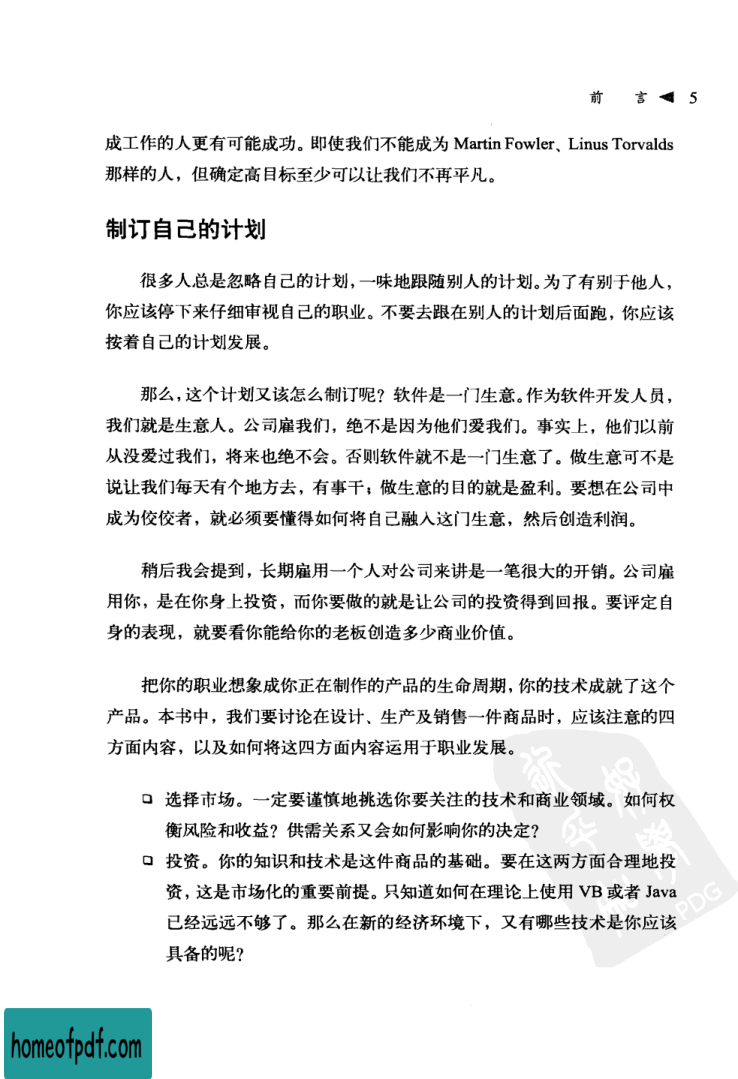 前 言 ◀ 5
成工作的人更有可能成功。即使我们不能成为 Martin Fowler、Linus Torvalds
那样的人，但确定高目标至少可以让我们不再平凡。
制订自己的计划
很多人总是忽略自己的计划，一味地跟随别人的计划。为了有别于他人，
你应该停下来仔细审视自己的职业。不要去跟在别人的计划后面跑，你应该
按着自己的计划发展。
那么，这个计划又该怎么制订呢？软件是一门生意。作为软件开发人员，
我们就是生意人。公司雇我们，绝不是因为他们爱我们。事实上，他们以前
从没爱过我们，将来也绝不会。否则软件就不是一门生意了。做生意可不是
说让我们每天有个地方去，有事干；做生意的目的就是盈利。要想在公司中
成为佼佼者，就必须要懂得如何将自己融入这门生意，然后创造利润。
稍后我会提到，长期雇用一个人对公司来讲是一笔很大的开销。公司雇
用你，是在你身上投资，而你要做的就是让公司的投资得到回报。要评定自
身的表现，就要看你能给你的老板创造多少商业价值。
把你的职业想象成你正在制作的产品的生命周期，你的技术成就了这个
产品。本书中，我们要讨论在设计、生产及销售一件商品时，应该注意的四
方面内容，以及如何将这四方面内容运用于职业发展。
❑ 选择市场。一定要谨慎地挑选你要关注的技术和商业领域。如何权
衡风险和收益？供需关系又会如何影响你的决定？
❑ 投资。你的知识和技术是这件商品的基础。要在这两方面合理地投
资，这是市场化的重要前提。只知道如何在理论上使用 VB 或者 Java
已经远远不够了。那么在新的经济环境下，又有哪些技术是你应该
具备的呢？
PDG
homeofpdf.com